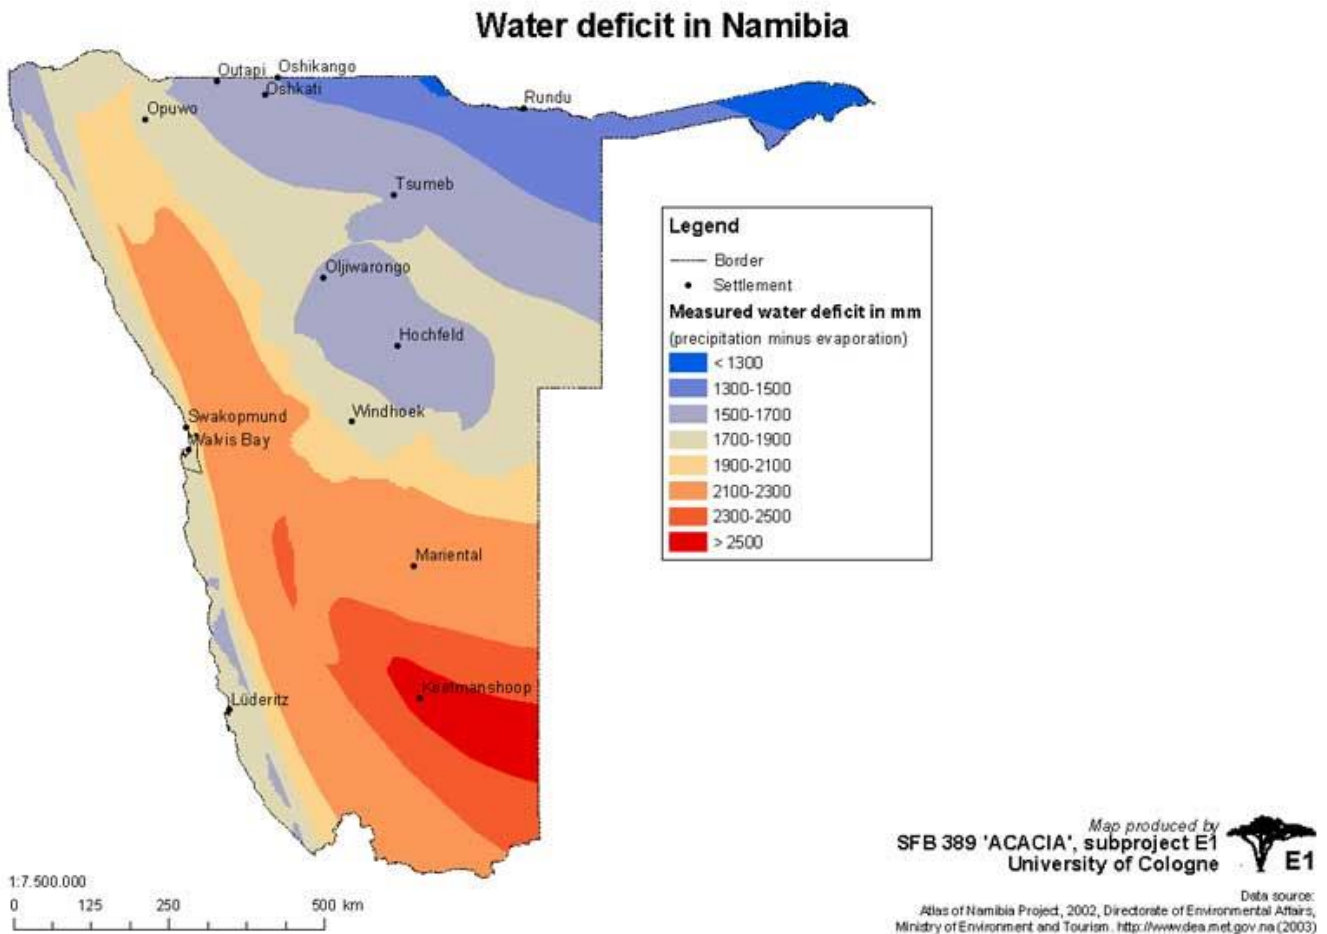 Water deficit in Namibia
Outapi
Oshikango
Oshkati
Opuwo
Rundu
Tsumeb
Oljiwarongo
Hochfeld
Windhoek
Swakopmund
Walvis Bay
Mariental
Keetmanshoop
Lüderitz
Legend
Border
Settlement
Measured water deficit in mm
(precipitation minus evaporation)
< 1300
1300-1500
1500-1700
1700-1900
1900-2100
2100-2300
2300-2500
> 2500
Map produced by
SFB 389 'ACACIA', subproject E1
University of Cologne
E1
1:7.500.000
0 125 250 500 km
Data source:
Atlas of Namibia Project, 2002, Directorate of Environmental Affairs,
Ministry of Environment and Tourism. http://www.dea.met.gov.na (2003)